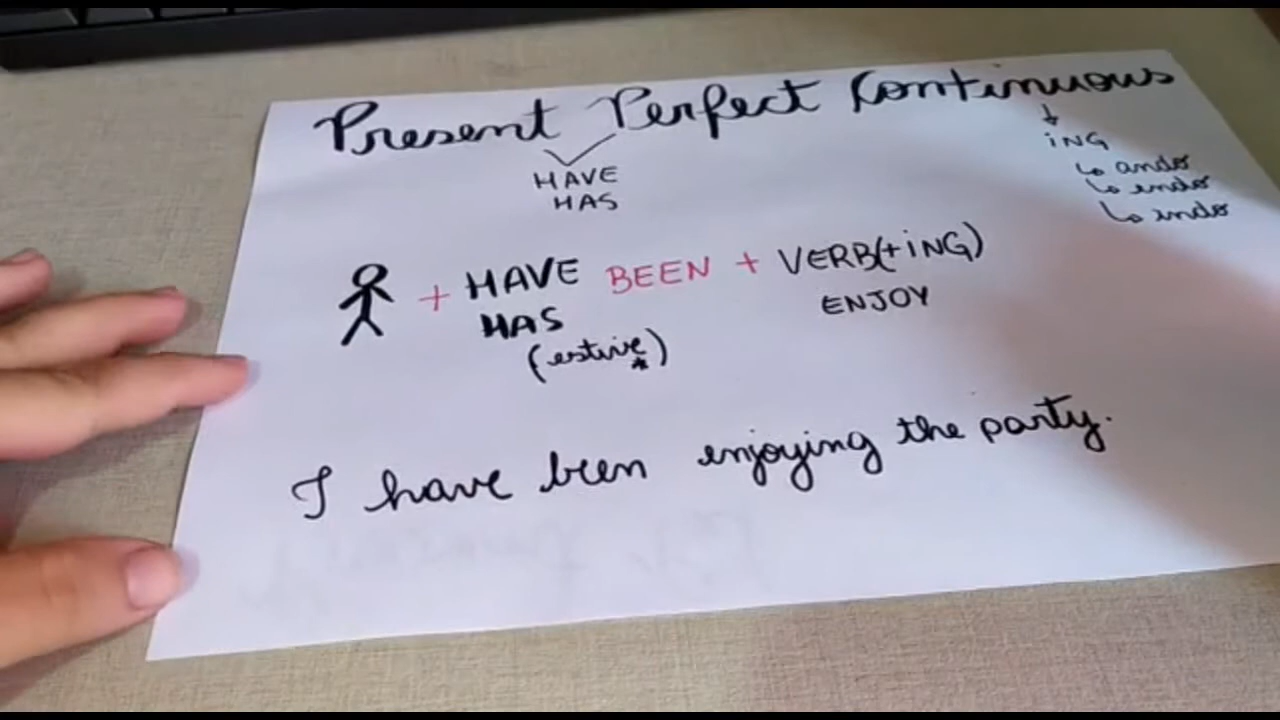 Present Perfect Continuous
HAVE
HAS
ING
↳ ando
↳ endo
↳ indo
+ HAVE BEEN + VERB(+ING)
HAS
ENJOY
(estive*)
I have been enjoying the party.